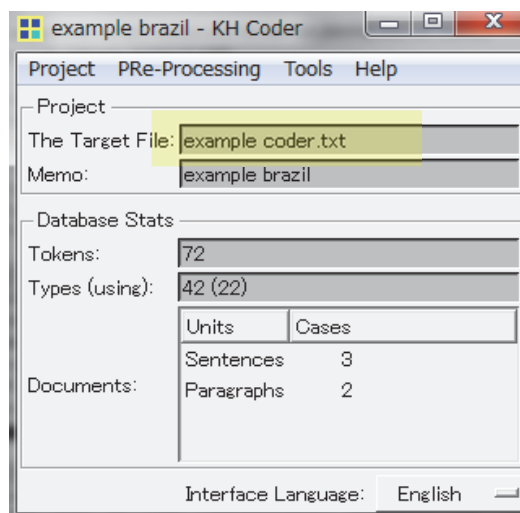 example brazil - KH Coder
Project PRe-Processing Tools Help
Project
The Target File: example coder.txt
Memo: example brazil
Database Stats
Tokens: 72
Types (using): 42 (22)
Units Cases
Sentences 3
Documents: Paragraphs 2
Interface Language: English